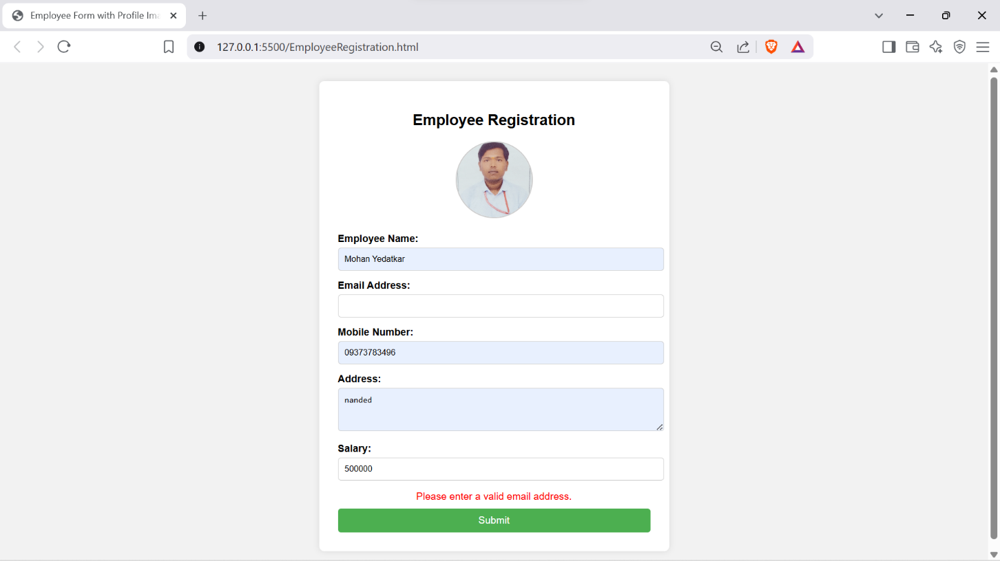 Employee Form with Profile Ima
127.0.0.1:5500/EmployeeRegistration.html
Employee Registration
Employee Name:
Mohan Yedatkar
Email Address:
Mobile Number:
09373783496
Address:
nanded
Salary:
500000
Please enter a valid email address.
Submit